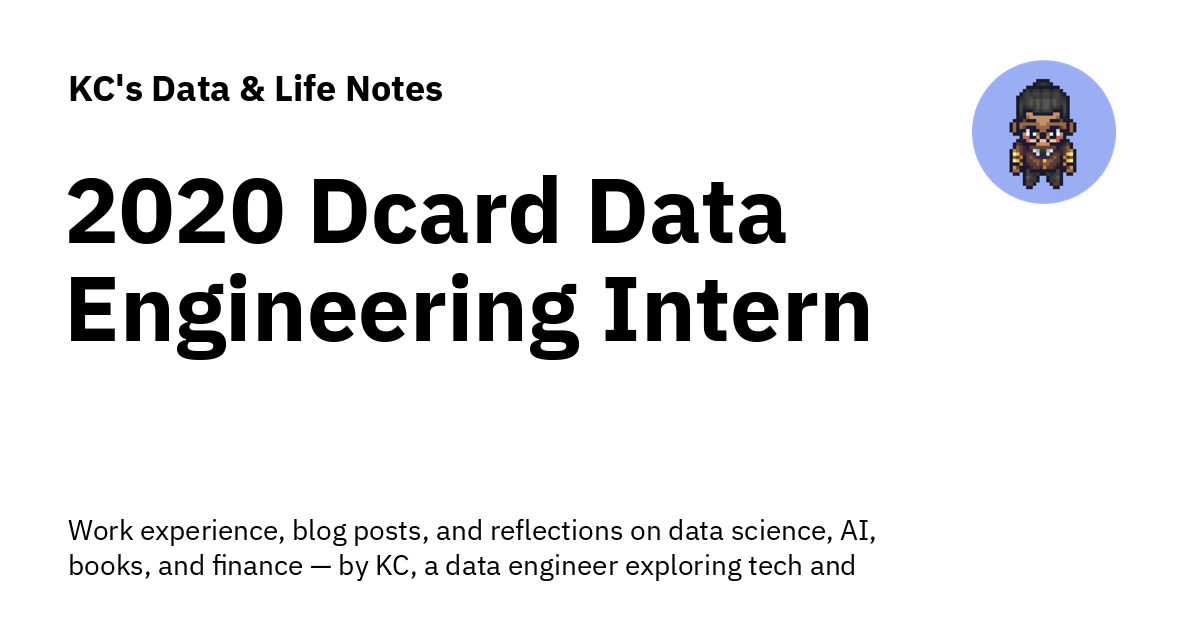 KC's Data & Life Notes
2020 Dcard Data
Engineering Intern
Work experience, blog posts, and reflections on data science, AI,
books, and finance — by KC, a data engineer exploring tech and